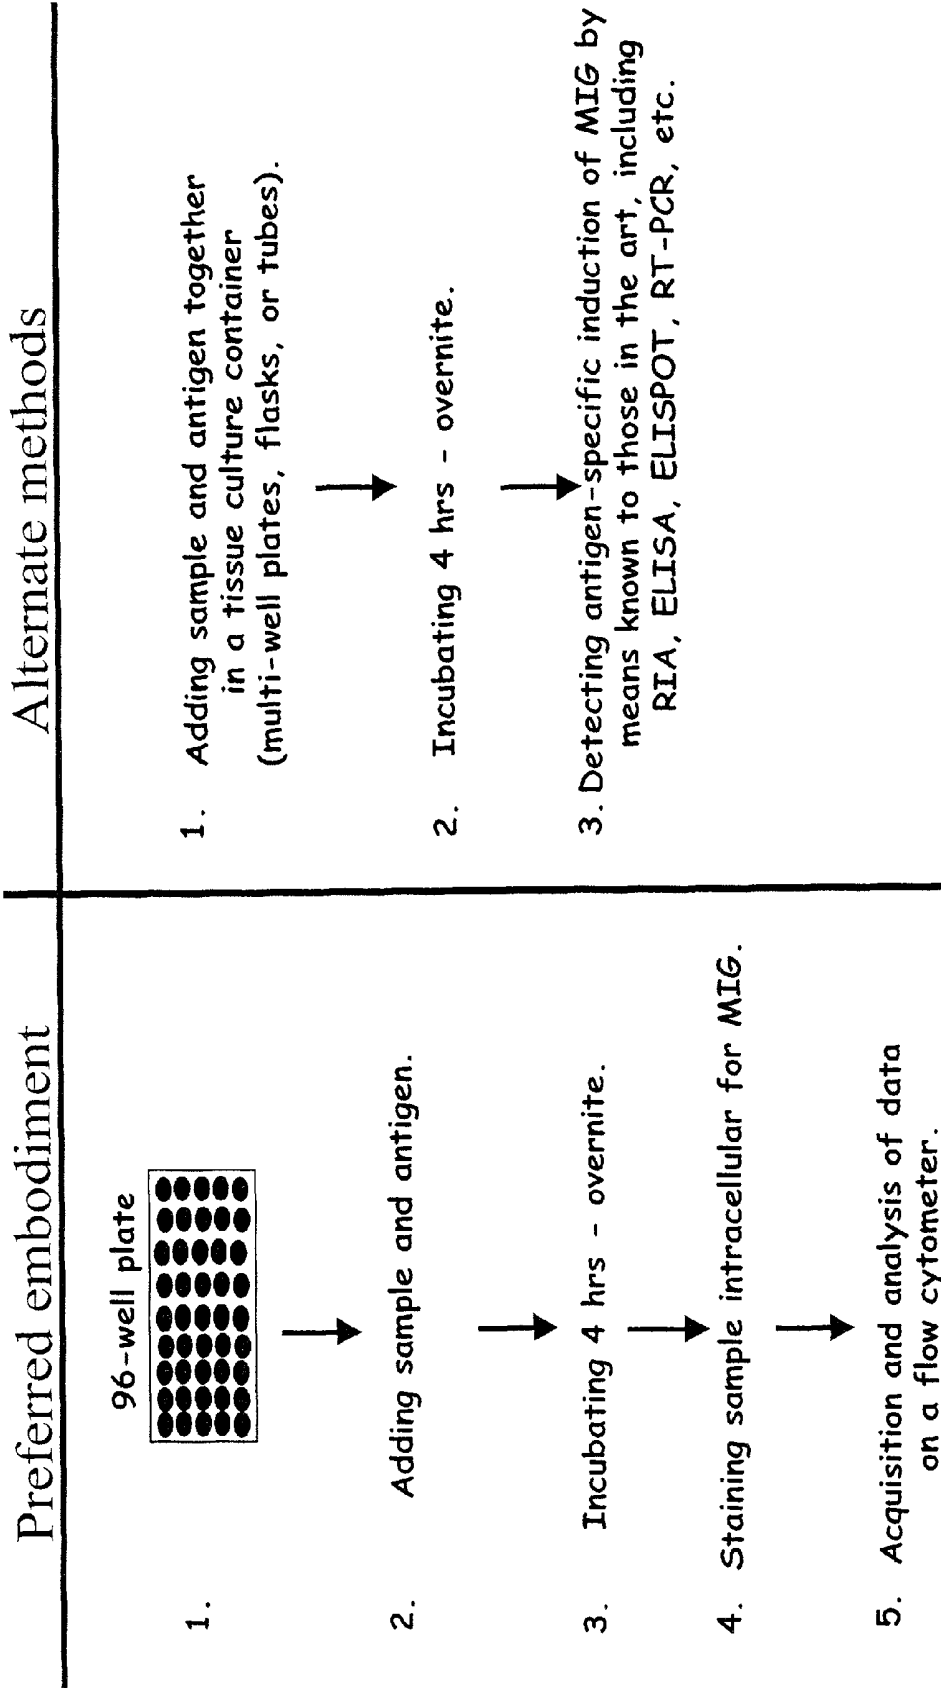 Preferred embodiment
96-well plate
1.
2. Adding sample and antigen.
3. Incubating 4 hrs - overnite.
4. Staining sample intracellular for MIG.
5. Acquisition and analysis of data
on a flow cytometer.
Alternate methods
1. Adding sample and antigen together
in a tissue culture container
(multi-well plates, flasks, or tubes).
2. Incubating 4 hrs - overnite.
3. Detecting antigen-specific induction of MIG by
means known to those in the art, including
RIA, ELISA, ELISPOT, RT-PCR, etc.